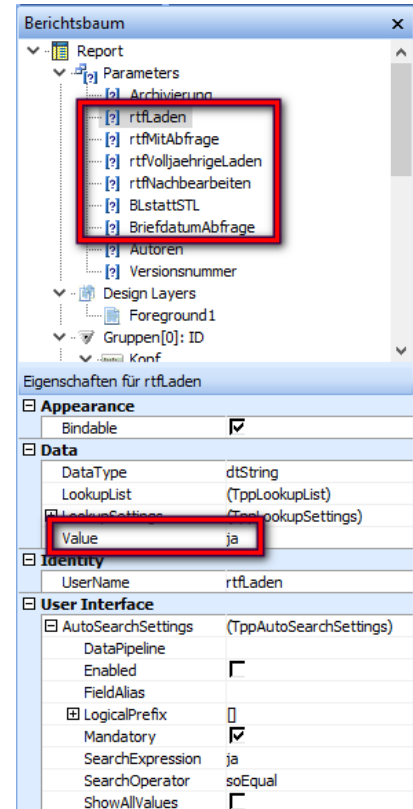 Berichtsbaum x
Report
Parameters
[?] Archivierung
[?] rtfLaden
[?] rtfMitAbfrage
[?] rtfVolljaehrigeLaden
[?] rtfNachbearbeiten
[?] BLstattSTL
[?] BriefdatumAbfrage
[?] Autoren
[?] Versionsnummer
Design Layers
Foreground1
Gruppen[0]: ID
Kopf
Eigenschaften für rtfLaden
Appearance
Bindable
Data
DataType dtString
LookupList (TppLookupList)
LookupSettings (TppLookupSettings)
Value ja
Identity
UserName rtfLaden
User Interface
AutoSearchSettings (TppAutoSearchSettings)
DataPipeline
Enabled
FieldAlias
LogicalPrefix []
Mandatory
SearchExpression ja
SearchOperator soEqual
ShowAllValues